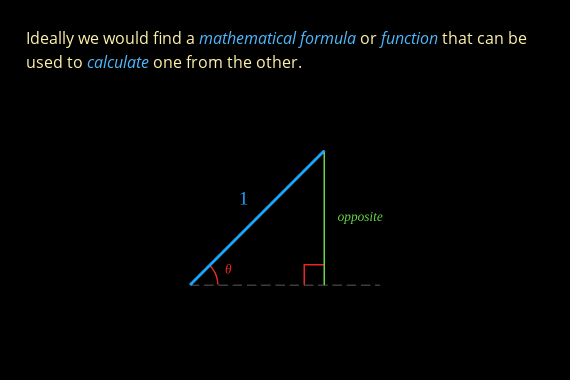 Ideally we would find a mathematical formula or function that can be
used to calculate one from the other.
1
opposite
θ